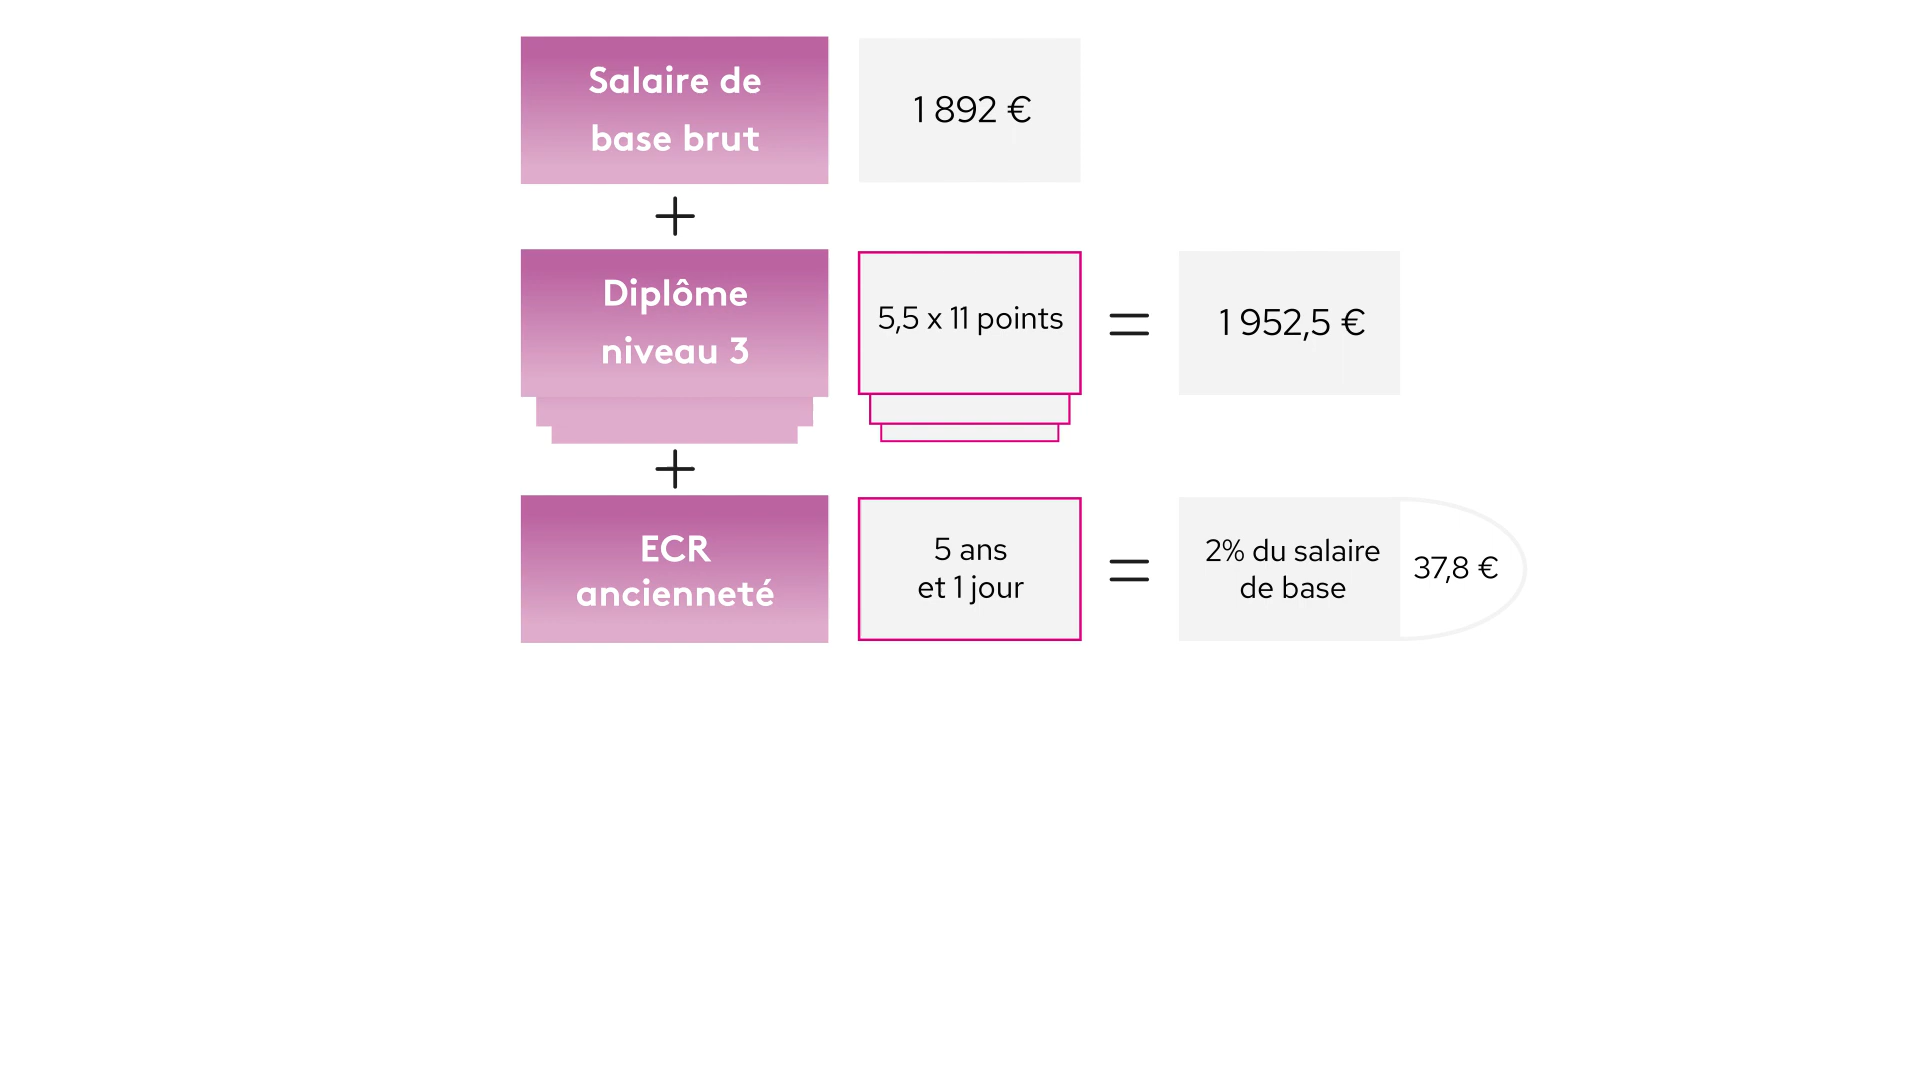 Salaire de
base brut
1 892 €
+
Diplôme
niveau 3
5,5 x 11 points
=
1 952,5 €
+
ECR
ancienneté
5 ans
et 1 jour
=
2% du salaire
de base
37,8 €